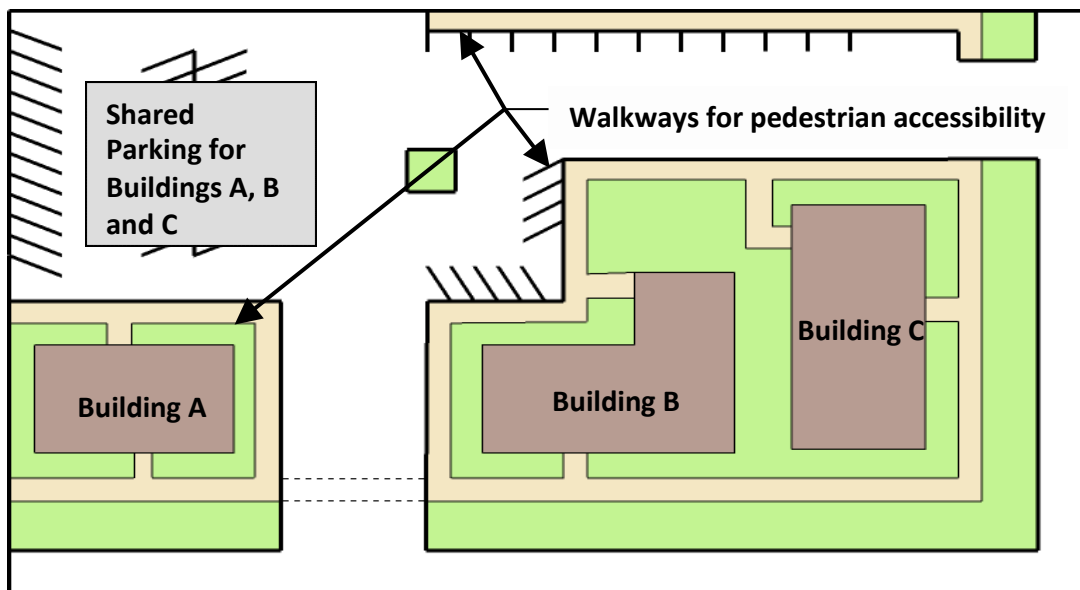 Shared
Parking for
Buildings A, B
and C
Walkways for pedestrian accessibility
Building C
Building A
Building B